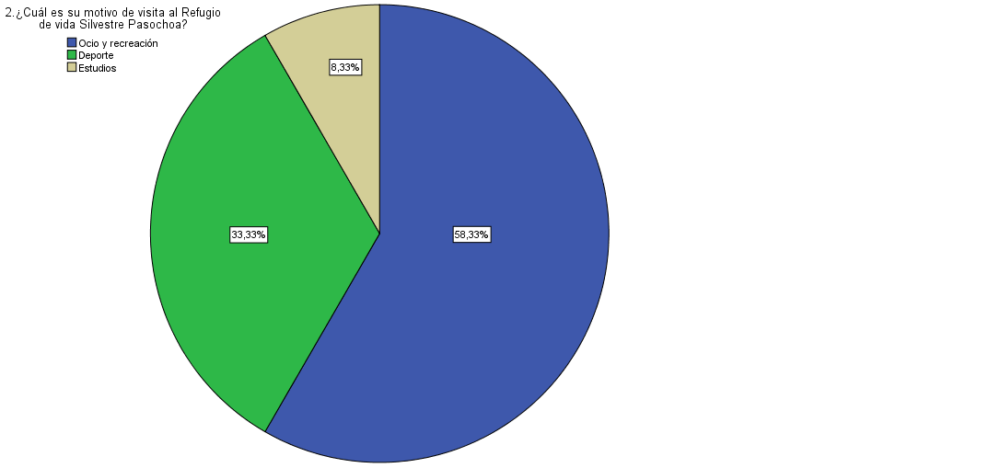 2.¿Cuál es su motivo de visita al Refugio
de vida Silvestre Pasochoa?
Ocio y recreación
Deporte
Estudios
8,33%
33,33%
58,33%